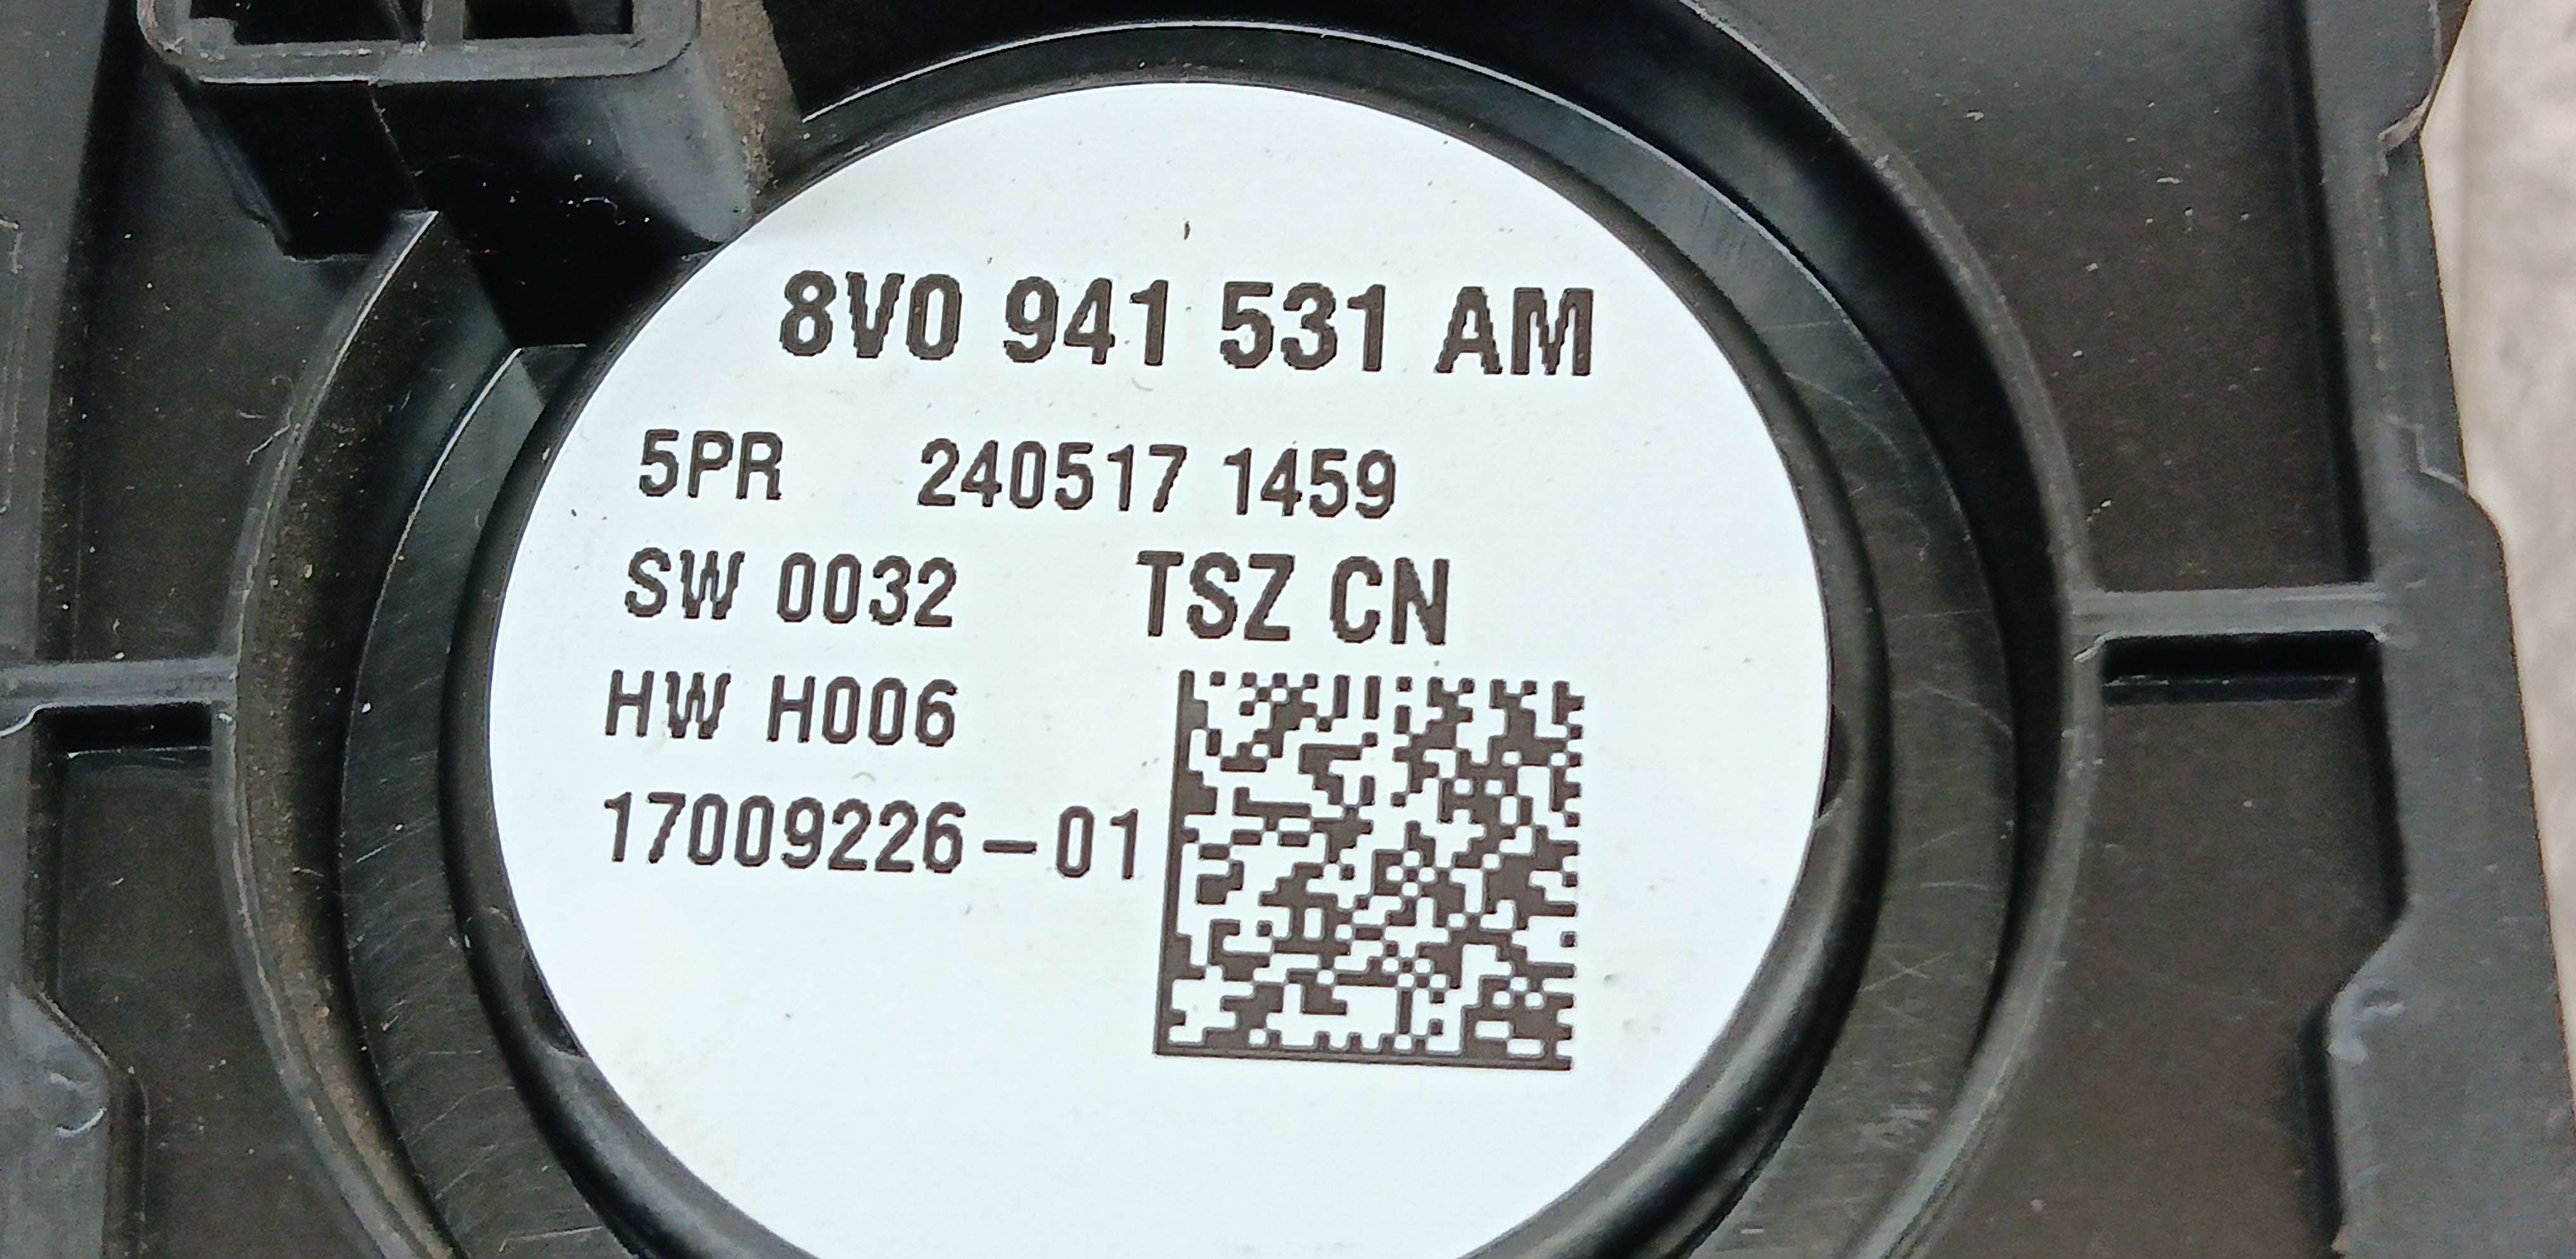 8V0 941 531 AM
5PR 240517 1459
SW 0032 TSZ CN
HW H006
17009226-01